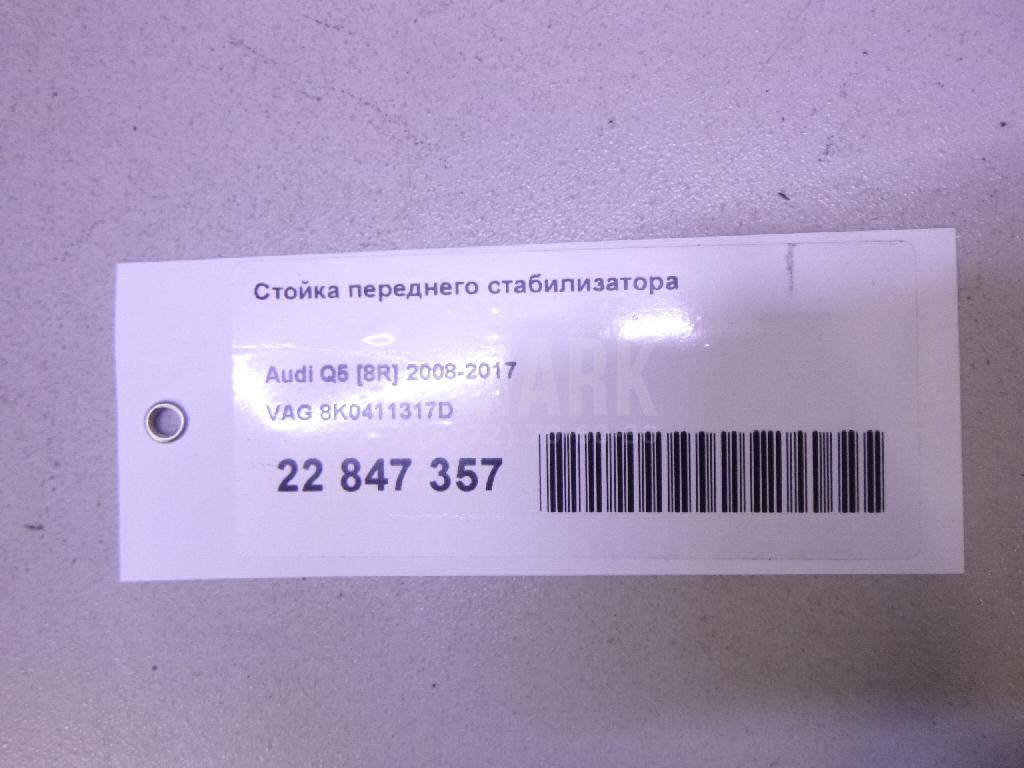 Стойка переднего стабилизатора
Audi Q5 [8R] 2008-2017
VAG 8K0411317D
22 847 357